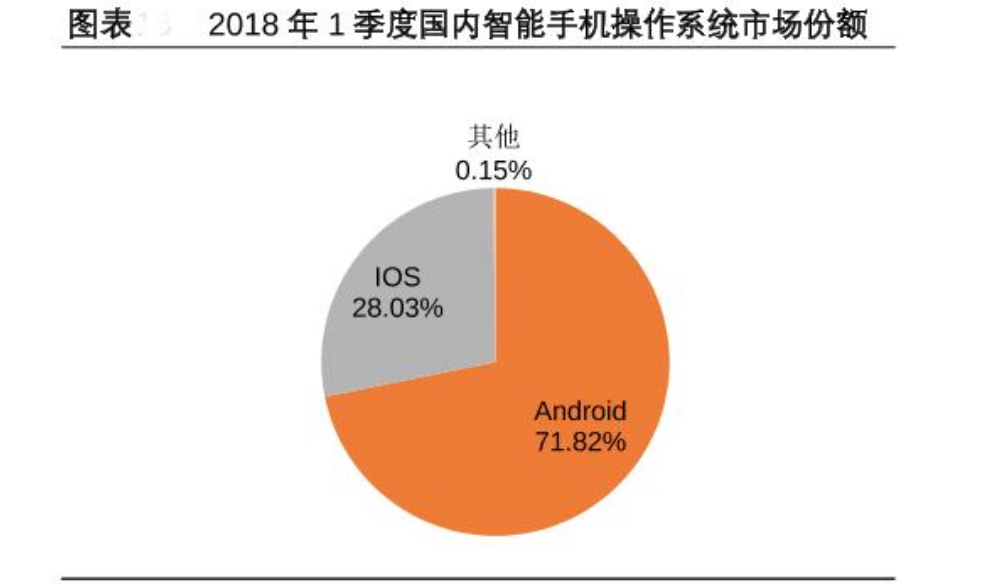 图表 2018 年 1 季度国内智能手机操作系统市场份额
其他
0.15%
IOS
28.03%
Android
71.82%